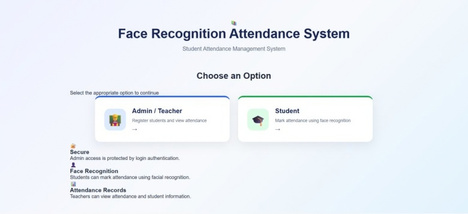 Face Recognition Attendance System
Student Attendance Management System
Choose an Option
Select the appropriate option to continue
Admin / Teacher
Register students and view attendance
→
Student
Mark attendance using face recognition
→
Secure
Admin access is protected by login authentication.
Face Recognition
Students can mark attendance using facial recognition.
Attendance Records
Teachers can view attendance and student information.